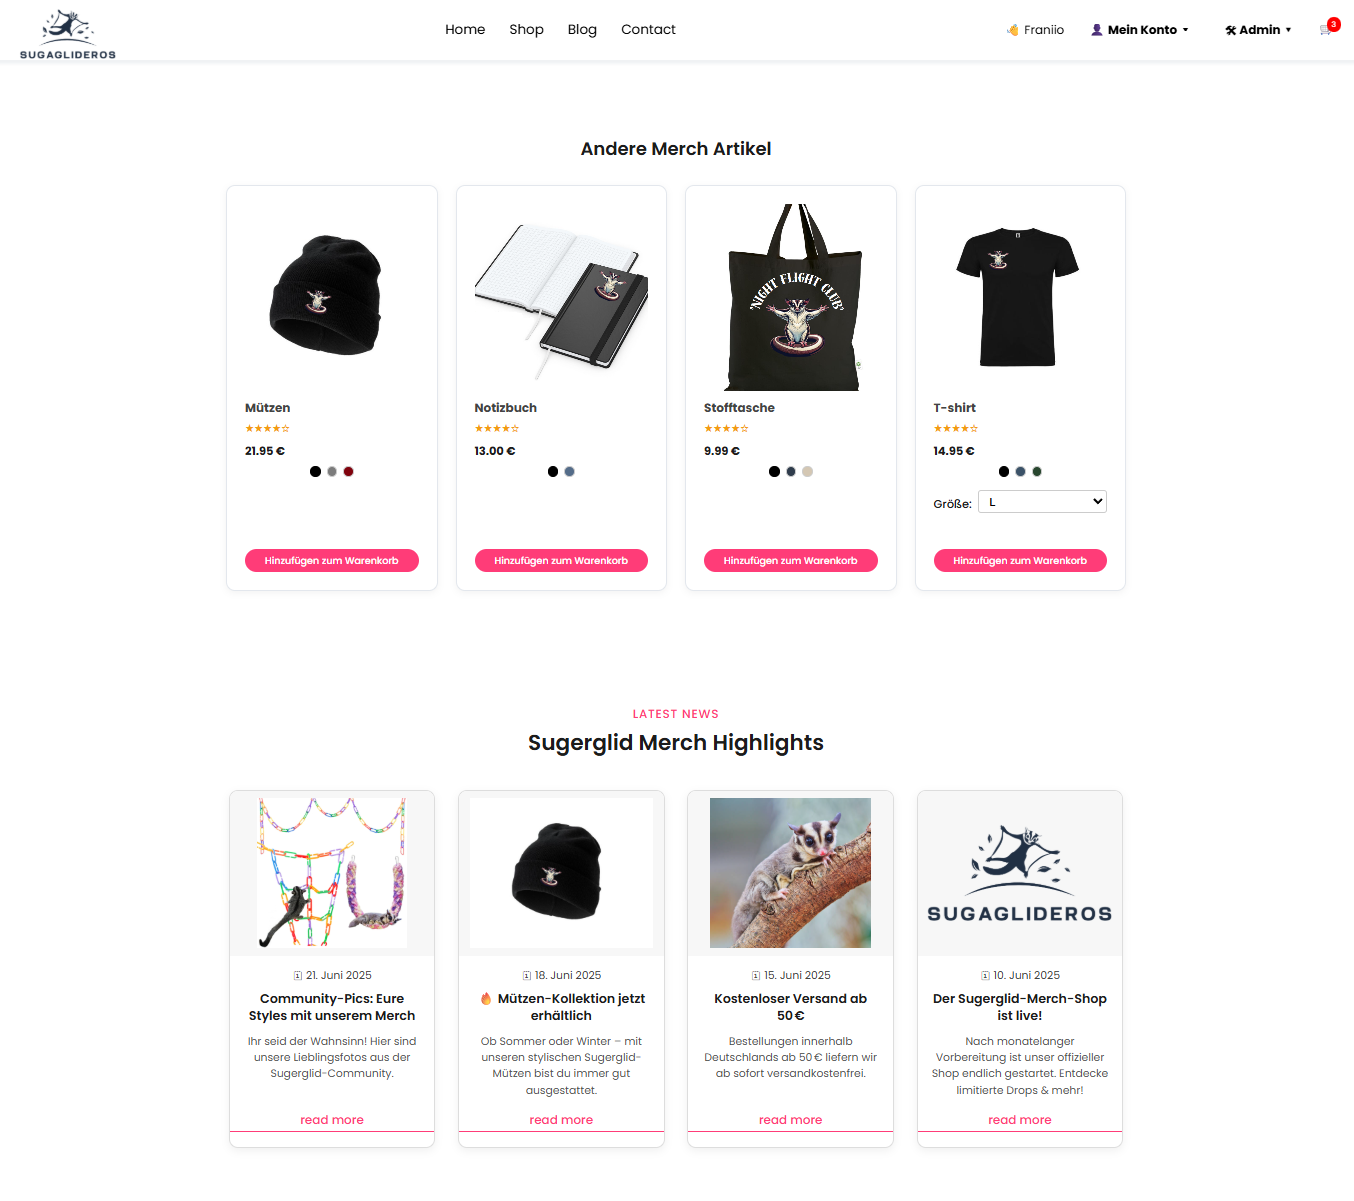 SUGAGLIDEROS
Home Shop Blog Contact
Franiio
Mein Konto
Admin
3
Andere Merch Artikel
"NIGHT FLIGHT CLUB"
Mützen
21.95 €
Hinzufügen zum Warenkorb
Notizbuch
13.00 €
Hinzufügen zum Warenkorb
Stofftasche
9.99 €
Hinzufügen zum Warenkorb
T-shirt
14.95 €
Größe: L
Hinzufügen zum Warenkorb
LATEST NEWS
Sugerglid Merch Highlights
21. Juni 2025
Community-Pics: Eure
Styles mit unserem Merch
Ihr seid der Wahnsinn! Hier sind
unsere Lieblingsfotos aus der
Sugerglid-Community.
read more
18. Juni 2025
🔥 Mützen-Kollektion jetzt
erhältlich
Ob Sommer oder Winter – mit
unseren stylischen Sugerglid-
Mützen bist du immer gut
ausgestattet.
read more
15. Juni 2025
Kostenloser Versand ab
50 €
Bestellungen innerhalb
Deutschlands ab 50 € liefern wir
ab sofort versandkostenfrei.
read more
SUGAGLIDEROS
10. Juni 2025
Der Sugerglid-Merch-Shop
ist live!
Nach monatelanger
Vorbereitung ist unser offizieller
Shop endlich gestartet. Entdecke
limitierte Drops & mehr!
read more